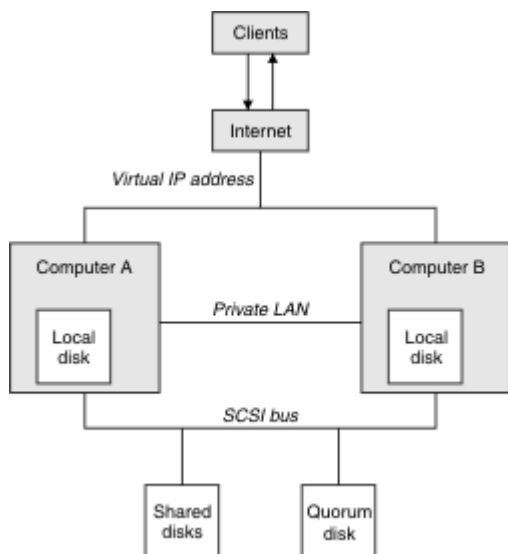 Clients
Internet
Virtual IP address
Computer A
Computer B
Private LAN
Local
disk
Local
disk
SCSI bus
Shared
disks
Quorum
disk